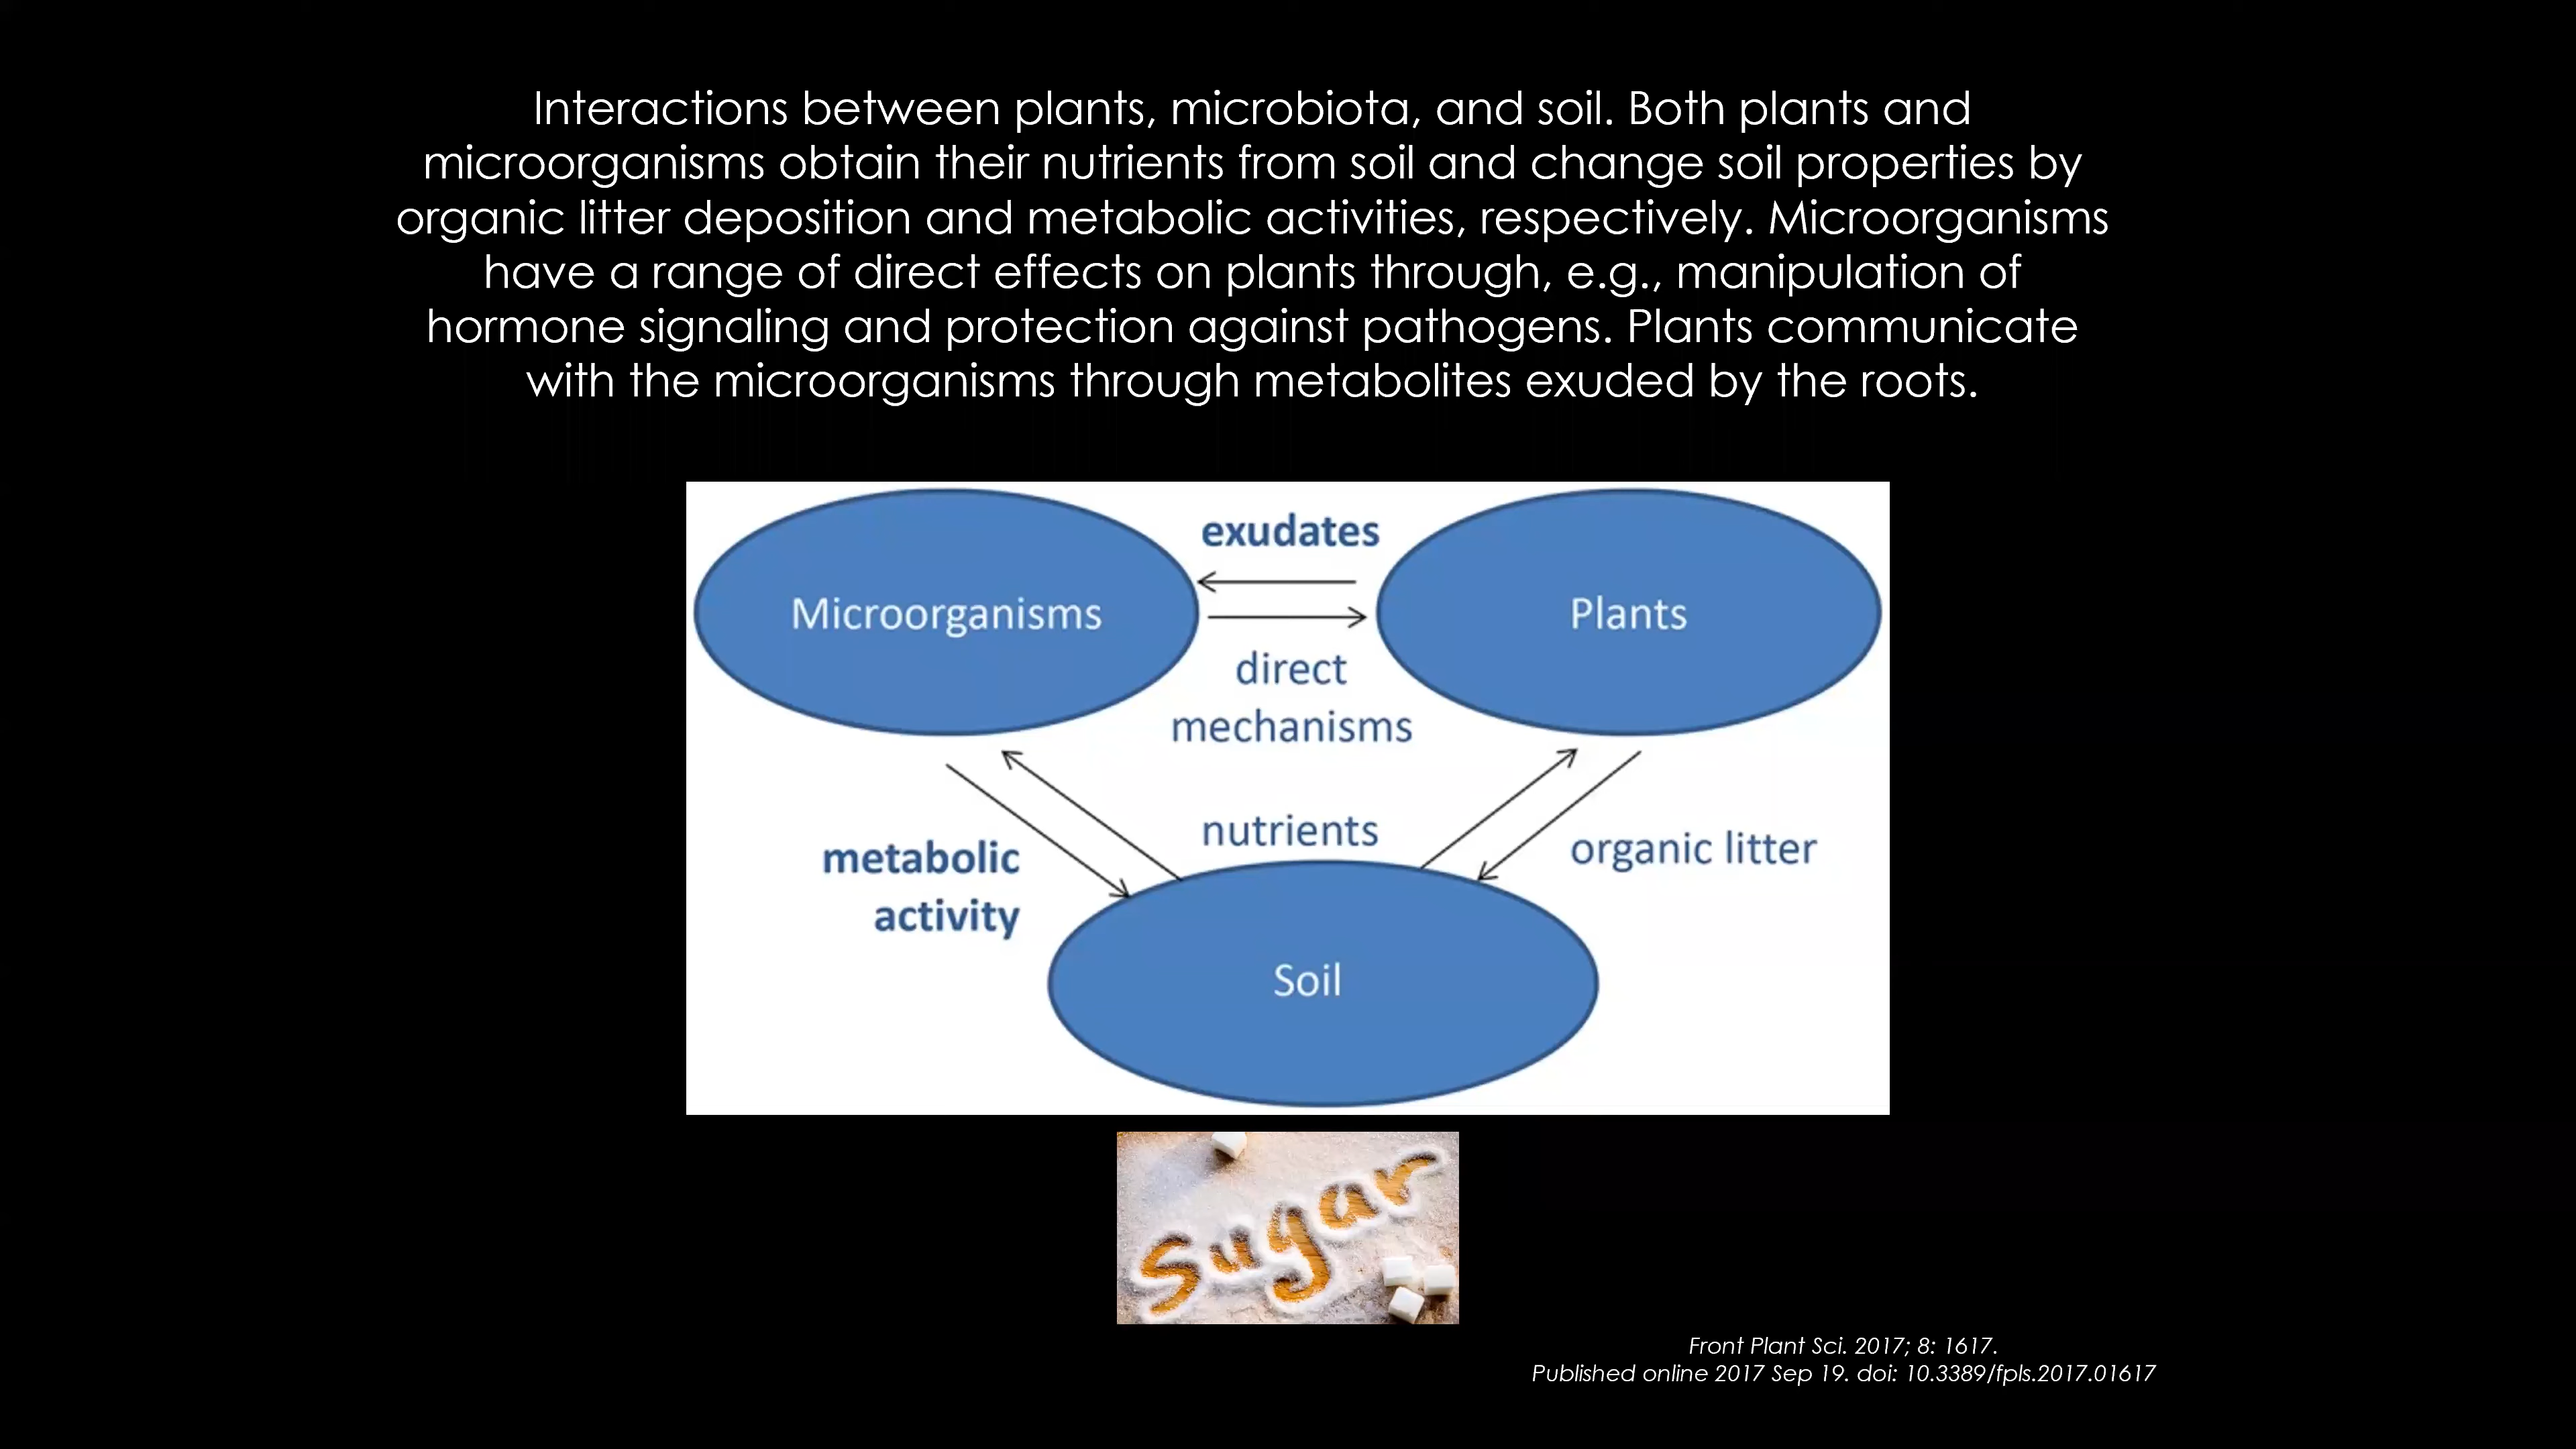 Interactions between plants, microbiota, and soil. Both plants and
microorganisms obtain their nutrients from soil and change soil properties by
organic litter deposition and metabolic activities, respectively. Microorganisms
have a range of direct effects on plants through, e.g., manipulation of
hormone signaling and protection against pathogens. Plants communicate
with the microorganisms through metabolites exuded by the roots.
exudates
Microorganisms
Plants
direct
mechanisms
nutrients
organic litter
metabolic
activity
Soil
Sugar
Front Plant Sci. 2017; 8: 1617.
Published online 2017 Sep 19. doi: 10.3389/fpls.2017.01617